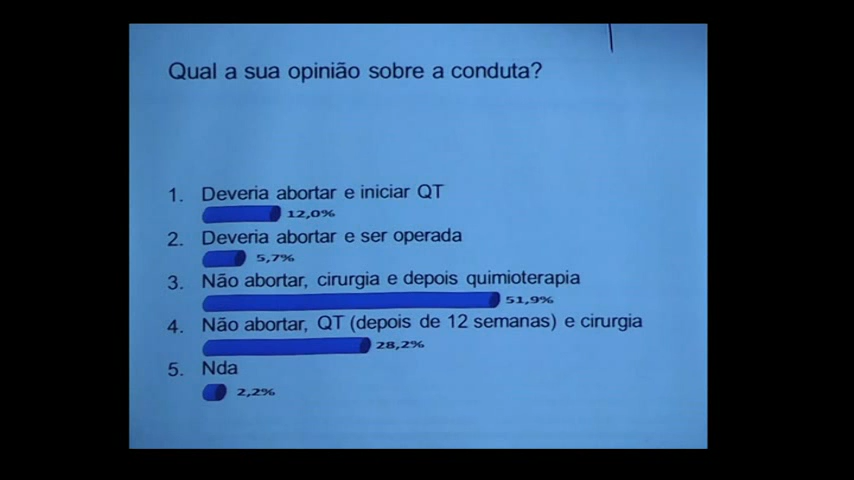 Qual a sua opinião sobre a conduta?
1. Deveria abortar e iniciar QT
12,0%
2. Deveria abortar e ser operada
5,7%
3. Não abortar, cirurgia e depois quimioterapia
51,9%
4. Não abortar, QT (depois de 12 semanas) e cirurgia
28,2%
5. Nda
2,2%